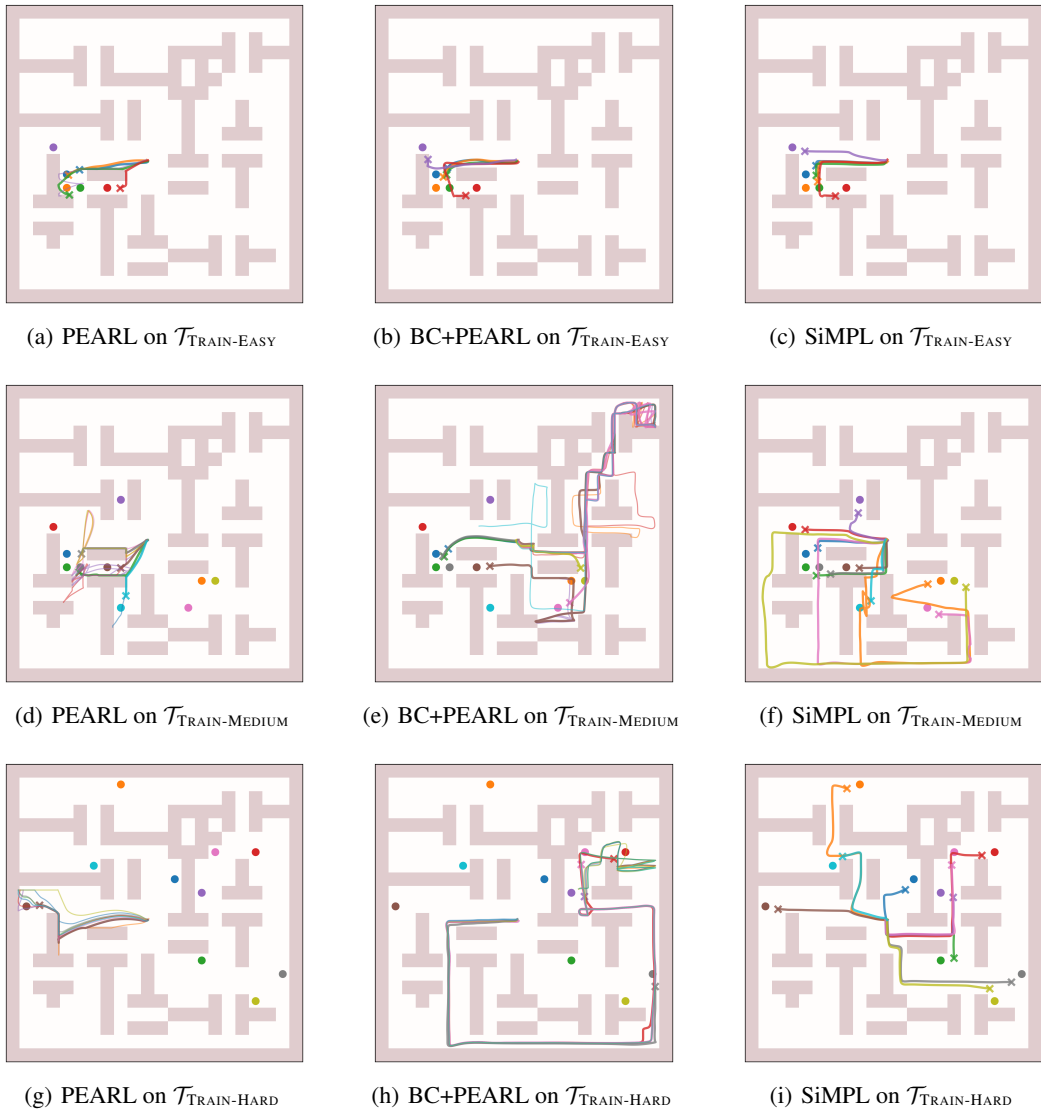 (a) PEARL on 𝒯TRAIN-EASY
(b) BC+PEARL on 𝒯TRAIN-EASY
(c) SiMPL on 𝒯TRAIN-EASY
(d) PEARL on 𝒯TRAIN-MEDIUM
(e) BC+PEARL on 𝒯TRAIN-MEDIUM
(f) SiMPL on 𝒯TRAIN-MEDIUM
(g) PEARL on 𝒯TRAIN-HARD
(h) BC+PEARL on 𝒯TRAIN-HARD
(i) SiMPL on 𝒯TRAIN-HARD